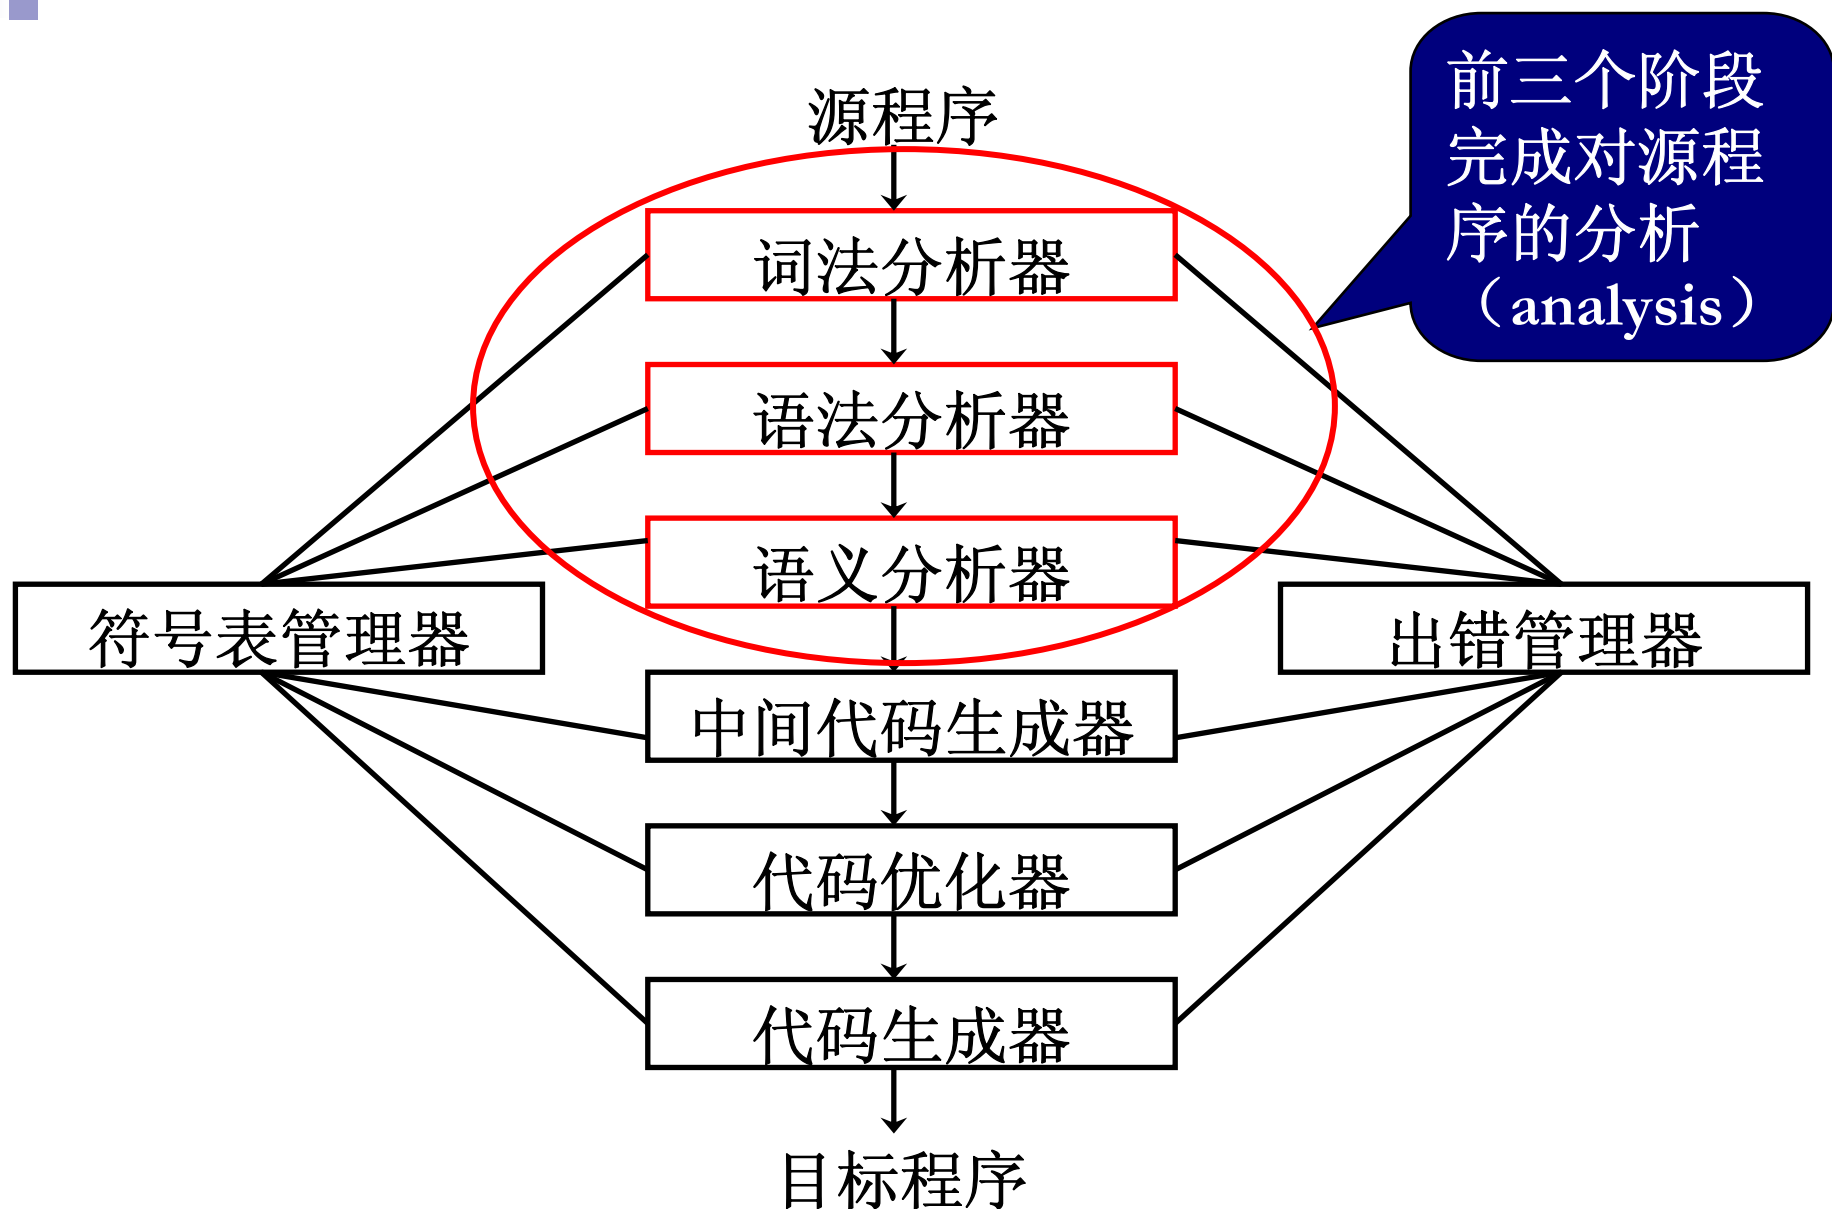 源程序
前三个阶段
完成对源程
序的分析
（analysis）
词法分析器
语法分析器
语义分析器
符号表管理器
出错管理器
中间代码生成器
代码优化器
代码生成器
目标程序